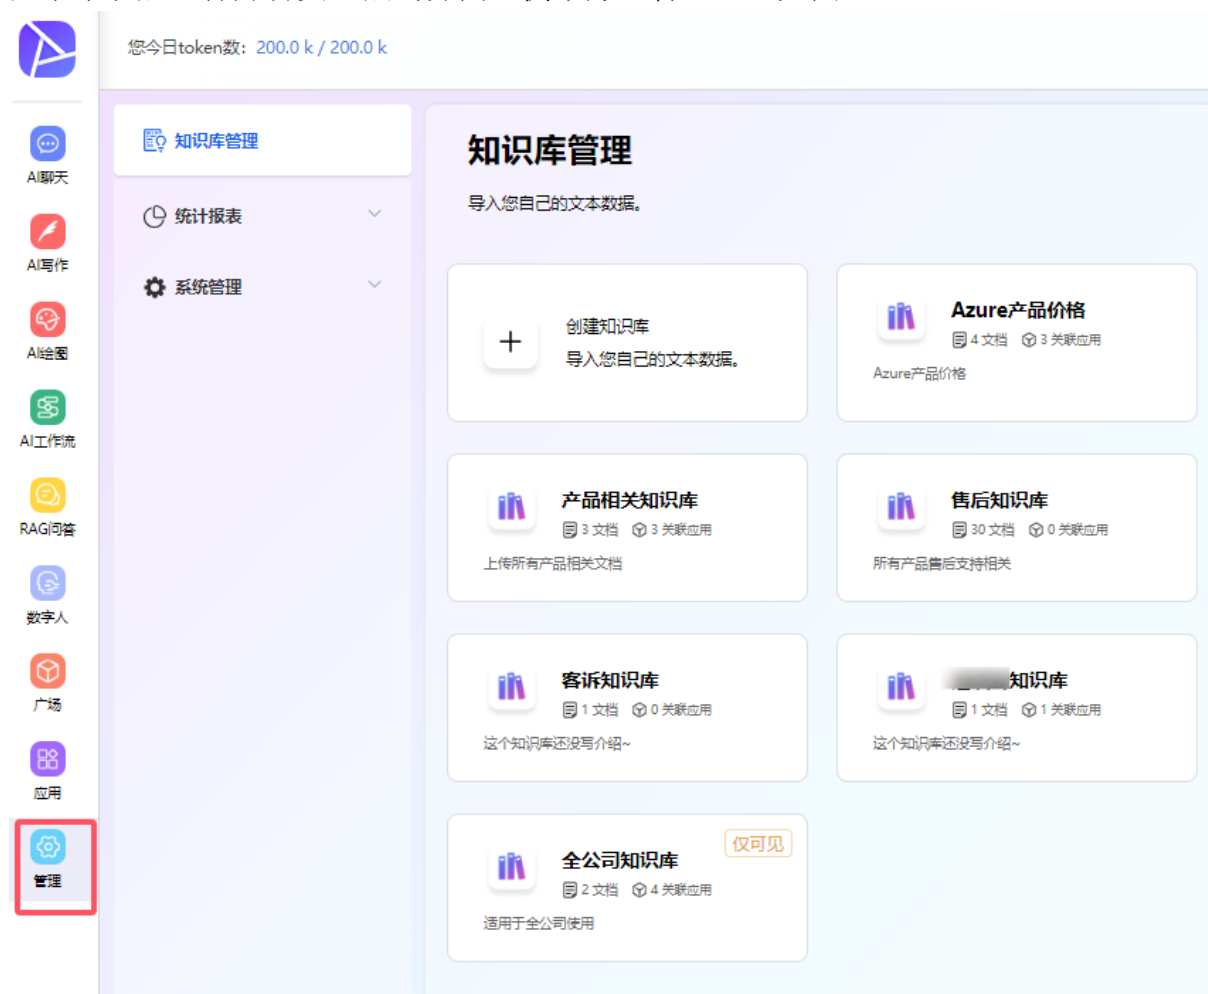 您今日token数：200.0 k / 200.0 k
AI聊天
AI写作
AI绘图
AI工作流
RAG问答
数字人
广场
应用
管理
知识库管理
统计报表
系统管理
知识库管理
导入您自己的文本数据。
创建知识库
导入您自己的文本数据。
Azure产品价格
4 文档 3 关联应用
Azure产品价格
产品相关知识库
3 文档 3 关联应用
上传所有产品相关文档
售后知识库
30 文档 0 关联应用
所有产品售后支持相关
客诉知识库
1 文档 0 关联应用
这个知识库还没写介绍~
知识库
1 文档 1 关联应用
这个知识库还没写介绍~
仅可见
全公司知识库
2 文档 4 关联应用
适用于全公司使用